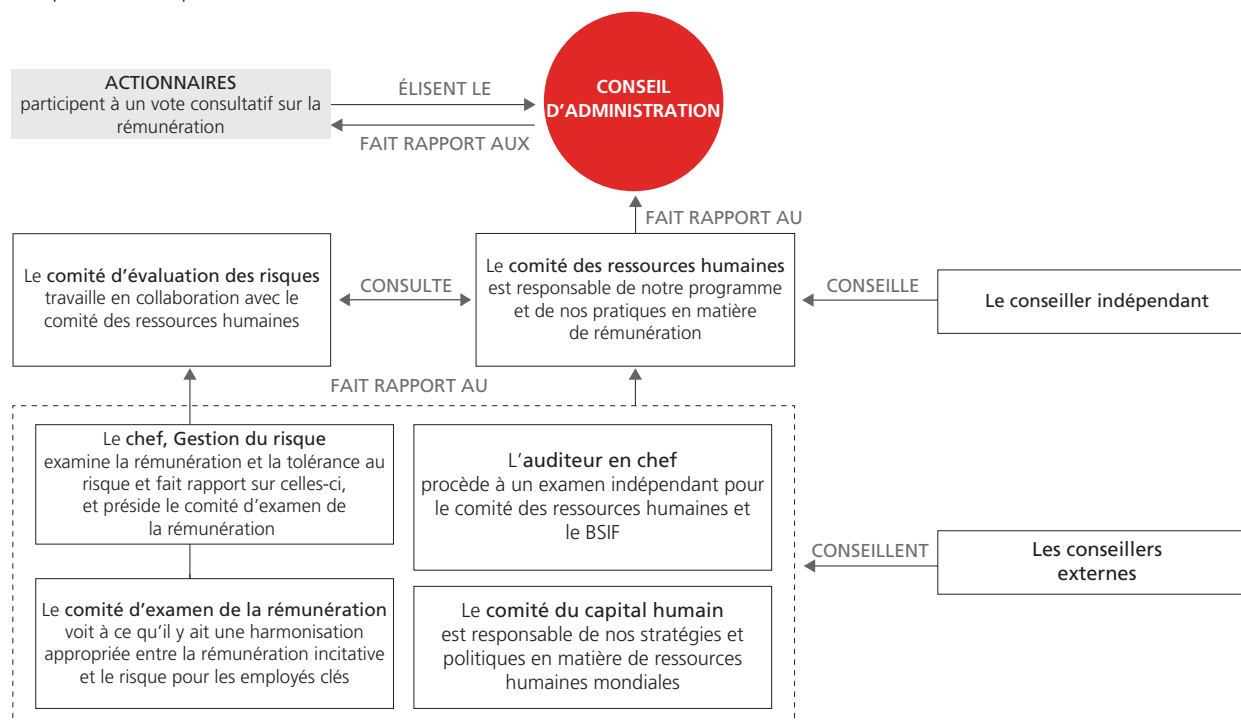 ACTIONNAIRES
participent à un vote consultatif sur la
rémunération
ÉLISENT LE
FAIT RAPPORT AUX
CONSEIL
D'ADMINISTRATION
FAIT RAPPORT AU
Le comité d'évaluation des risques
travaille en collaboration avec le
comité des ressources humaines
CONSULTE
Le comité des ressources humaines
est responsable de notre programme
et de nos pratiques en matière
de rémunération
CONSEILLE
Le conseiller indépendant
FAIT RAPPORT AU
Le chef, Gestion du risque
examine la rémunération et la tolérance au
risque et fait rapport sur celles-ci,
et préside le comité d'examen de
la rémunération
L'auditeur en chef
procède à un examen indépendant pour
le comité des ressources humaines et
le BSIF
CONSEILLENT
Les conseillers
externes
Le comité d'examen de la rémunération
voit à ce qu'il y ait une harmonisation
appropriée entre la rémunération incitative
et le risque pour les employés clés
Le comité du capital humain
est responsable de nos stratégies et
politiques en matière de ressources
humaines mondiales